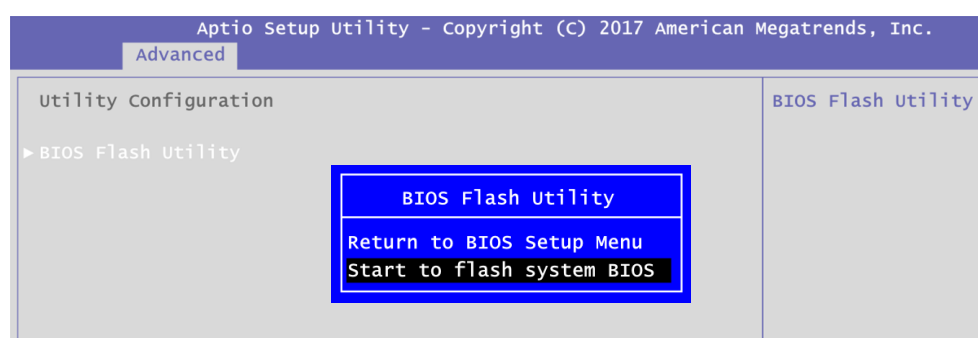 Aptio Setup Utility – Copyright (C) 2017 American Megatrends, Inc.
Advanced
Utility Configuration
BIOS Flash Utility
►BIOS Flash Utility
BIOS Flash Utility
Return to BIOS Setup Menu
Start to flash system BIOS